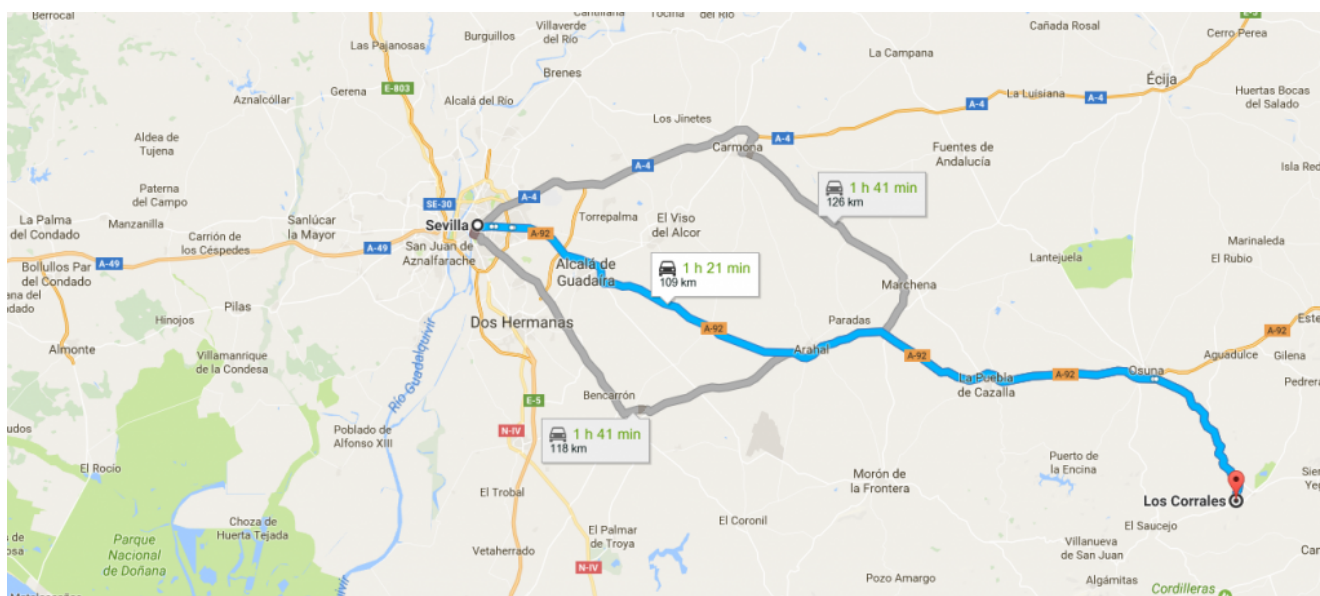 Berrocal
Las Pajanosas
Burguillos
Villaverde
del Río
Tocina
del Río
Cañada Rosal
Cerro Perea
La Campana
Écija
Brenes
E-803
Gerena
Aznalcóllar
Alcalá del Río
La Luisiana
A-4
A-4
Huertas Bocas
del Salado
Los Jinetes
Aldea de
Tujena
A-4
Carmona
A-4
Fuentes de
Andalucía
Isla Red
Paterna
del Campo
A-4
A-4
1 h 41 min
126 km
SE-30
La Palma
del Condado
Manzanilla
Sanlúcar
la Mayor
Sevilla
Torrepalma
El Viso
del Alcor
A-92
Carrión de
los Céspedes
A-49
San Juan de
Aznalfarache
Marinaleda
El Rubio
Lantejuela
A-49
Bollullos Par
del Condado
Alcalá de
Guadaíra
1 h 21 min
109 km
Marchena
Pilas
Hinojos
Dos Hermanas
Paradas
A-92
A-92
Almonte
Villamanrique
de la Condesa
Arahal
A-92
Aguadulce
Gilena
Río Guadalquivir
A-92
Osuna
La Puebla
de Cazalla
Pedrera
Bencarrón
E-5
N-IV
Poblado de
Alfonso XIII
1 h 41 min
118 km
El Rocío
Morón de
la Frontera
Puerto de
la Encina
El Trobal
Los Corrales
Choza de
Huerta Tejada
El Coronil
El Saucejo
El Palmar
de Troya
Parque
Nacional
de Doñana
Vetaherrado
Villanueva
de San Juan
N-IV
Pozo Amargo
Algámitas
Cordilleras